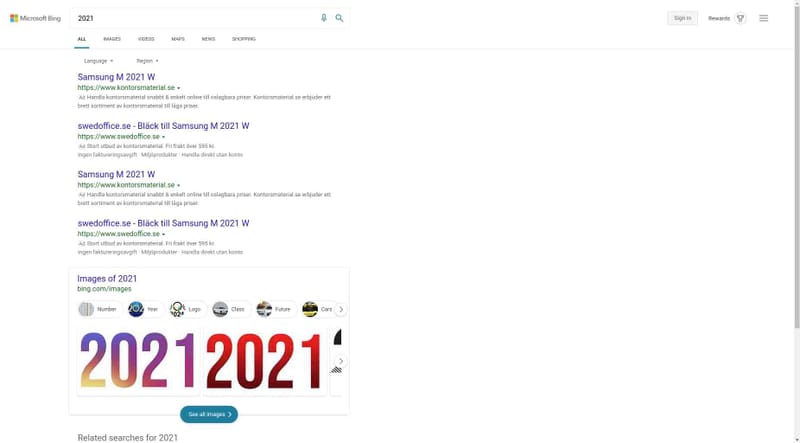 Microsoft Bing
2021
Sign in
Rewards
ALL
IMAGES
VIDEOS
MAPS
NEWS
SHOPPING
Language
Region
Samsung M 2021 W
https://www.kontorsmaterial.se
Ad Handla kontorsmaterial snabbt & enkelt online till oslagbara priser. Kontorsmaterial.se erbjuder ett
brett sortiment av kontorsmaterial till låga priser.
swedoffice.se - Bläck till Samsung M 2021 W
https://www.swedoffice.se
Ad Stort utbud av kontorsmaterial. Fri frakt över 595 kr.
Ingen faktureringsavgift · Miljöprodukter · Handla direkt utan konto
Samsung M 2021 W
https://www.kontorsmaterial.se
Ad Handla kontorsmaterial snabbt & enkelt online till oslagbara priser. Kontorsmaterial.se erbjuder ett
brett sortiment av kontorsmaterial till låga priser.
swedoffice.se - Bläck till Samsung M 2021 W
https://www.swedoffice.se
Ad Stort utbud av kontorsmaterial. Fri frakt över 595 kr.
Ingen faktureringsavgift · Miljöprodukter · Handla direkt utan konto
Images of 2021
bing.com/images
Number
Year
Logo
Class
Future
Cars
2021
2021
See all images
Related searches for 2021